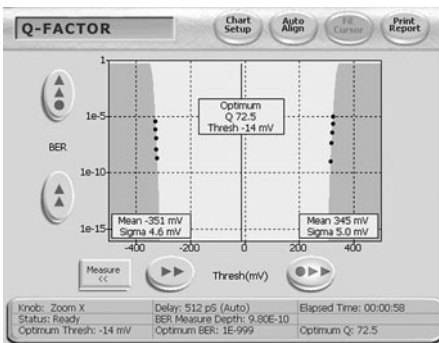 Q-FACTOR
Chart Setup
Auto Align
Fit Cursor
Print Report
1
1e-5
BER
1e-10
1e-15
Optimum
Q 72.5
Thresh -14 mV
Mean -351 mV
Sigma 4.6 mV
Mean 345 mV
Sigma 5.0 mV
-400
-200
0
200
400
Measure
<<
Thresh(mV)
Knob: Zoom X
Delay: 512 pS (Auto)
Elapsed Time: 00:00:58
Status: Ready
BER Measure Depth: 9.80E-10
Optimum Thresh: -14 mV
Optimum BER: 1E-999
Optimum Q: 72.5